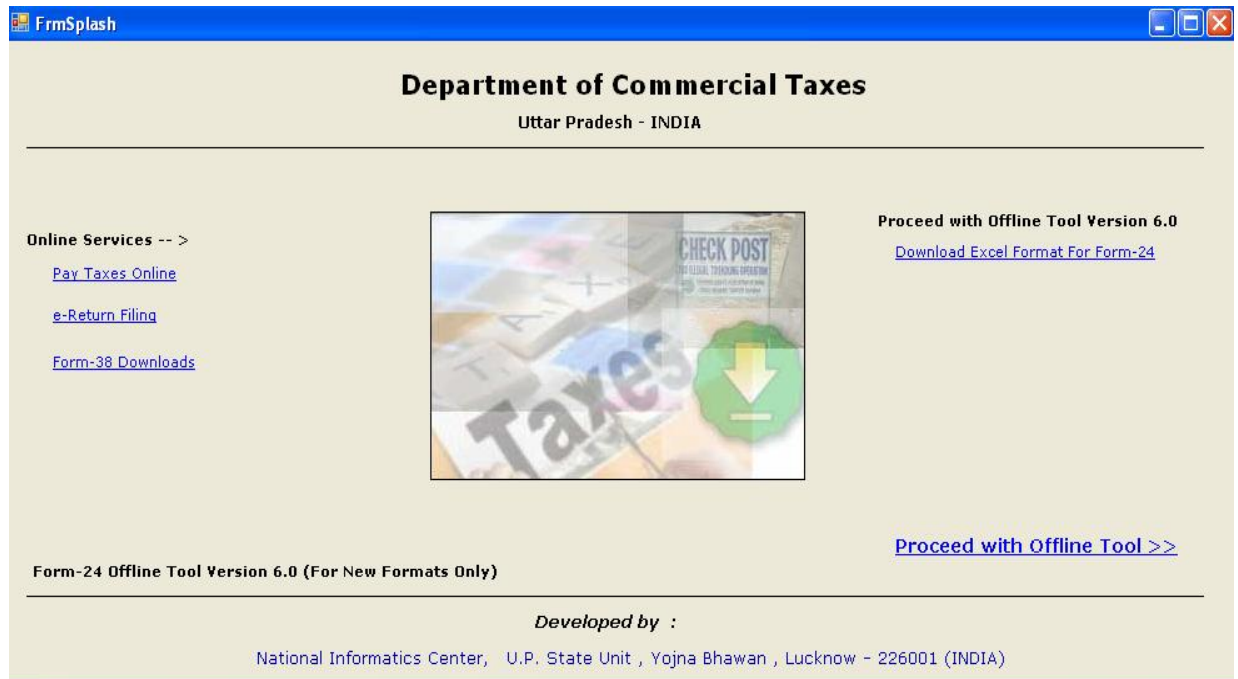 FrmSplash
Department of Commercial Taxes
Uttar Pradesh - INDIA
Online Services -- >
Pay Taxes Online
e-Return Filing
Form-38 Downloads
CHECK POST
Taxes
Proceed with Offline Tool Version 6.0
Download Excel Format For Form-24
Proceed with Offline Tool >>
Form-24 Offline Tool Version 6.0 (For New Formats Only)
Developed by :
National Informatics Center, U.P. State Unit , Yojna Bhawan , Lucknow - 226001 (INDIA)